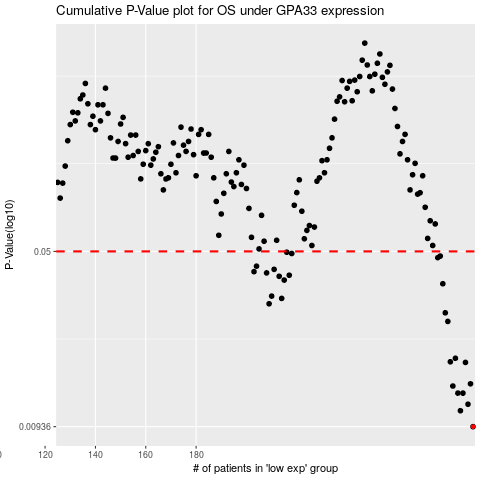 Cumulative P-Value plot for OS under GPA33 expression
P-Value(log10)
0.05
0.00936
0 120 140 160 180
# of patients in 'low exp' group